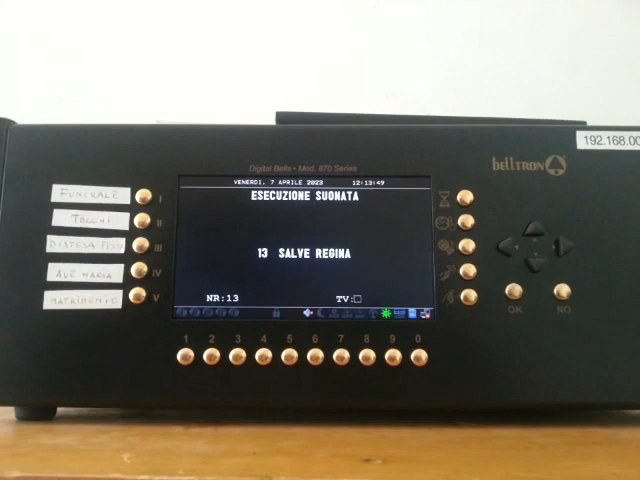 192.168.00
bellTRON
Digital Bells • Mod. 870 Series
VENERDI, 7 APRILE 2023 12:13:49
ESECUZIONE SUONATA
13 SALVE REGINA
NR:13 TV:
FUNERALE I
TOCCHI II
DISTESA III
AVE MARIA IV
MATRIMONIO V
1 2 3 4 5 6 7 8 9 0
OK NO